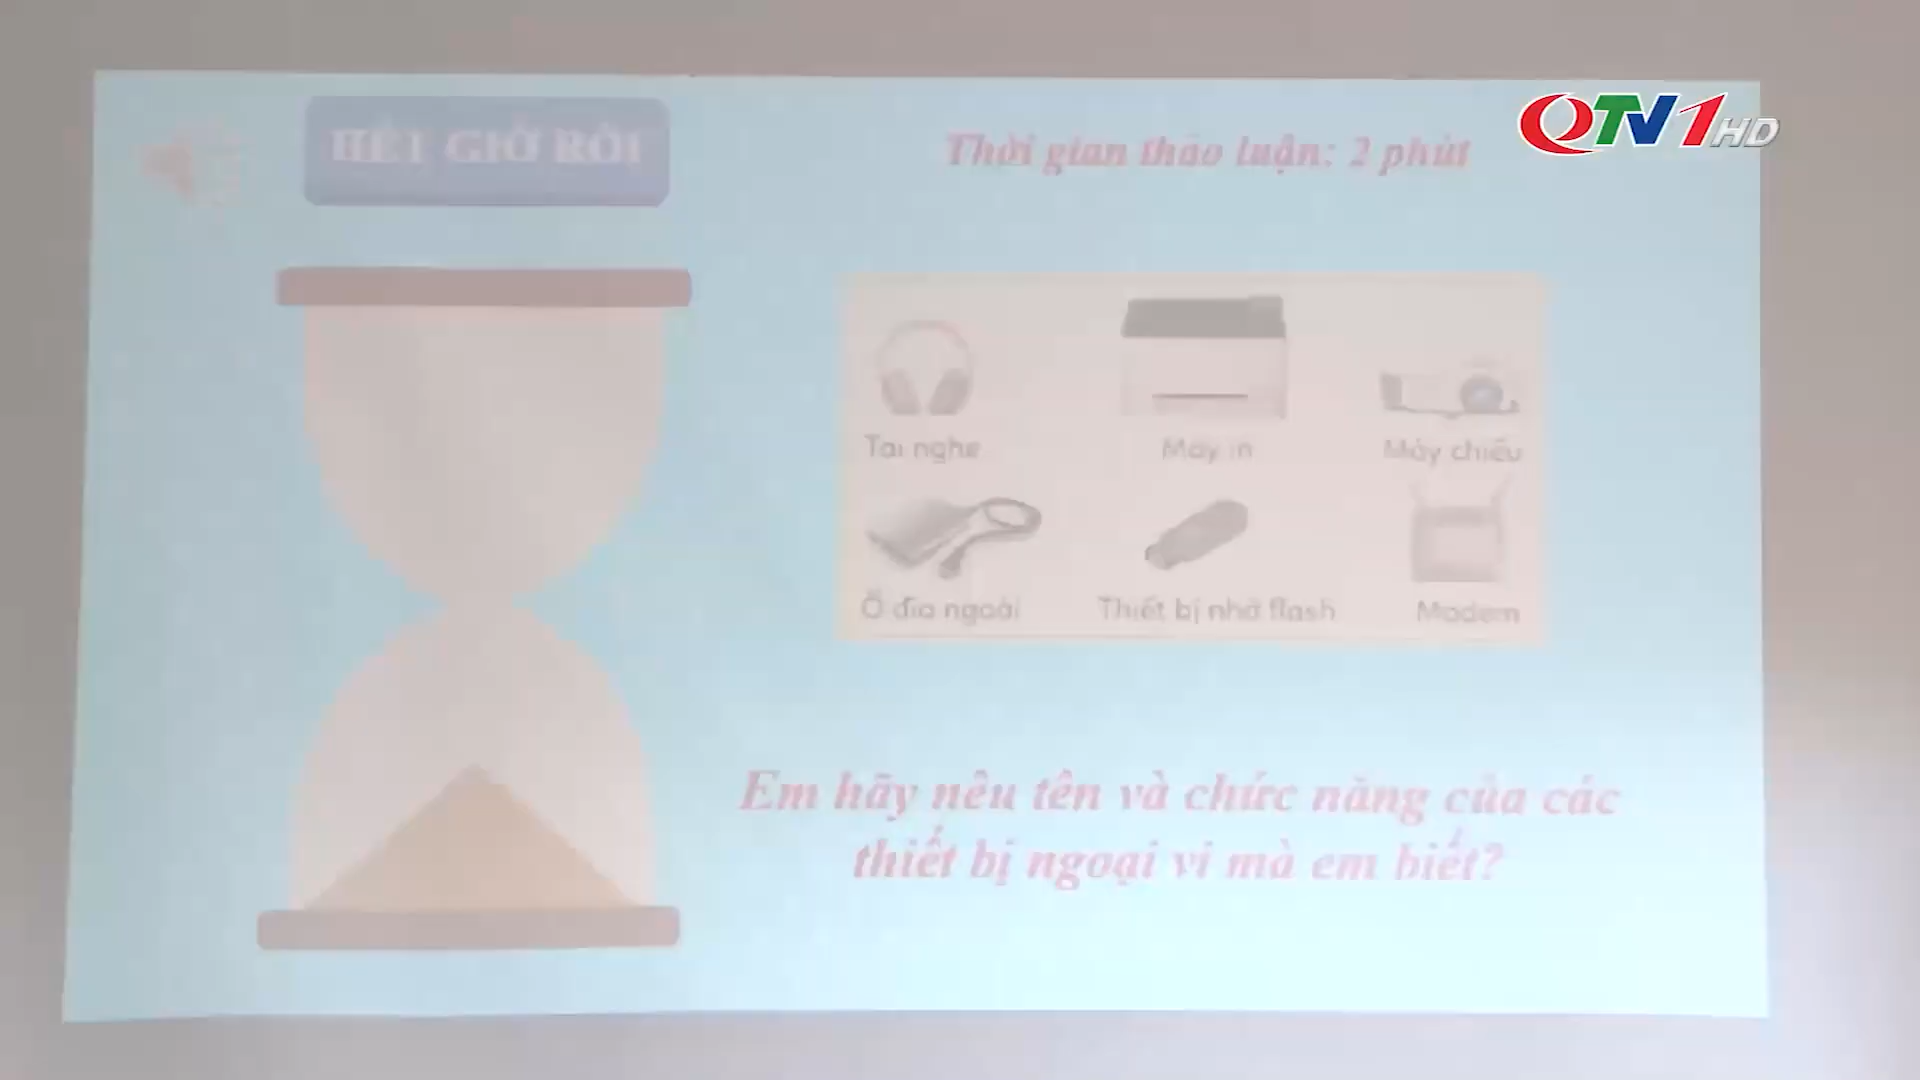 HẾT GIỜ RỒI
Thời gian thảo luận: 2 phút
QTV1HD
Tai nghe
Máy in
Máy chiếu
Ổ đĩa ngoài
Thiết bị nhớ flash
Modem
Em hãy nêu tên và chức năng của các
thiết bị ngoại vi mà em biết?